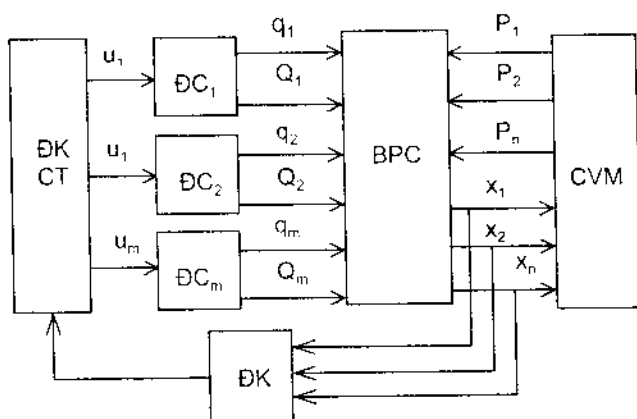 ĐK
CT
u₁
u₁
uₘ
ĐC₁
ĐC₂
ĐCₘ
q₁
Q₁
q₂
Q₂
qₘ
Qₘ
BPC
P₁
P₂
Pₙ
x₁
x₂
xₙ
CVM
ĐK